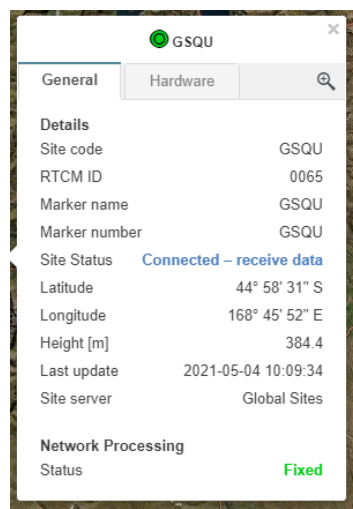 GSQU
General Hardware
Details
Site code GSQU
RTCM ID 0065
Marker name GSQU
Marker number GSQU
Site Status Connected – receive data
Latitude 44° 58' 31" S
Longitude 168° 45' 52" E
Height [m] 384.4
Last update 2021-05-04 10:09:34
Site server Global Sites
Network Processing
Status Fixed